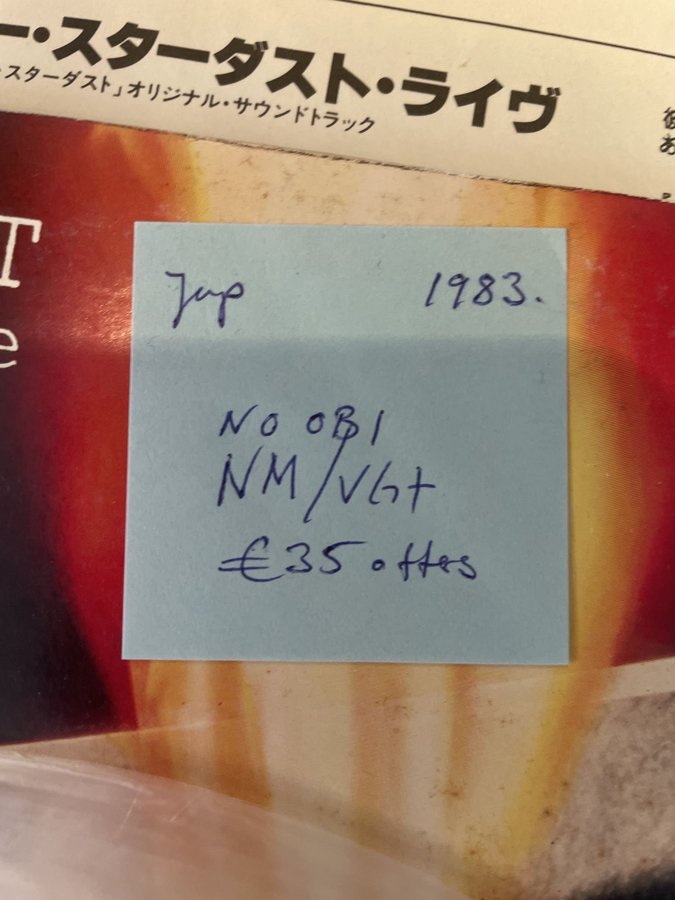 ー・スターダスト・ライヴ
・スターダスト」オリジナル・サウンドトラック
T
e
Jap 1983.
NO OBI
NM/VG+
€35 offers